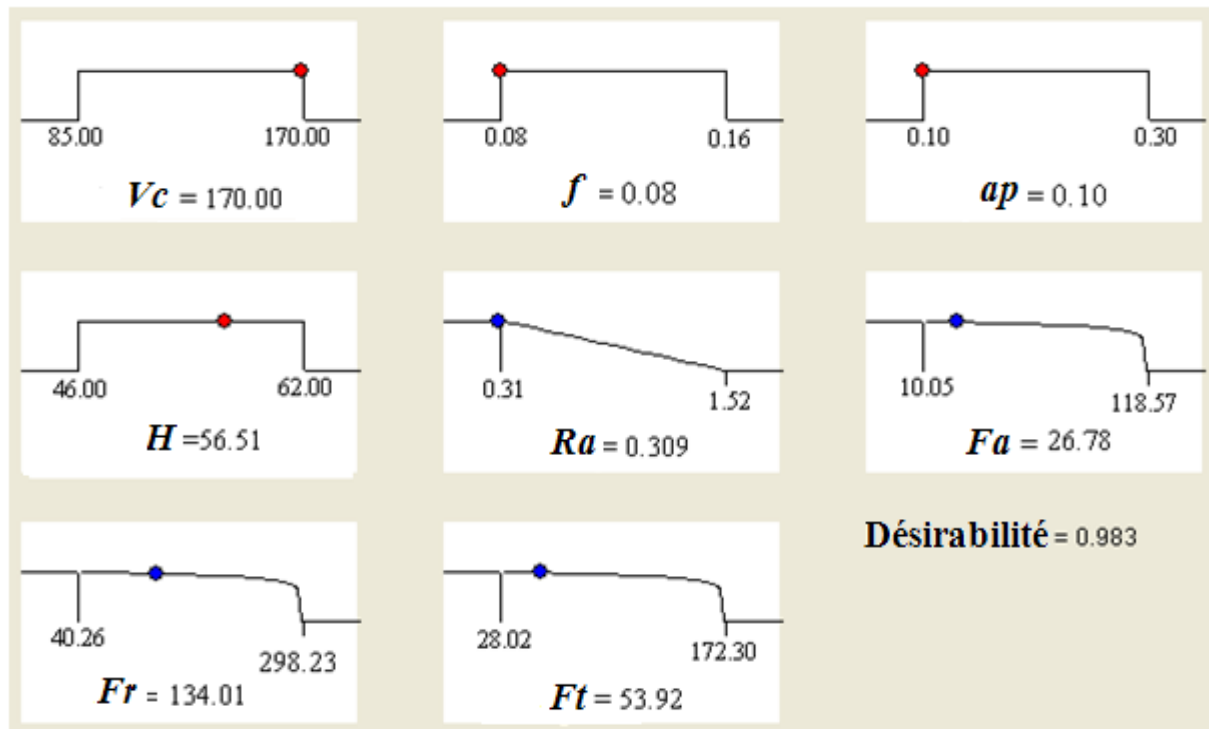 85.00 170.00
Vc = 170.00
0.08 0.16
f = 0.08
0.10 0.30
ap = 0.10
46.00 62.00
H =56.51
0.31 1.52
Ra = 0.309
10.05 118.57
Fa = 26.78
40.26 298.23
Fr = 134.01
28.02 172.30
Ft = 53.92
Désirabilité = 0.983